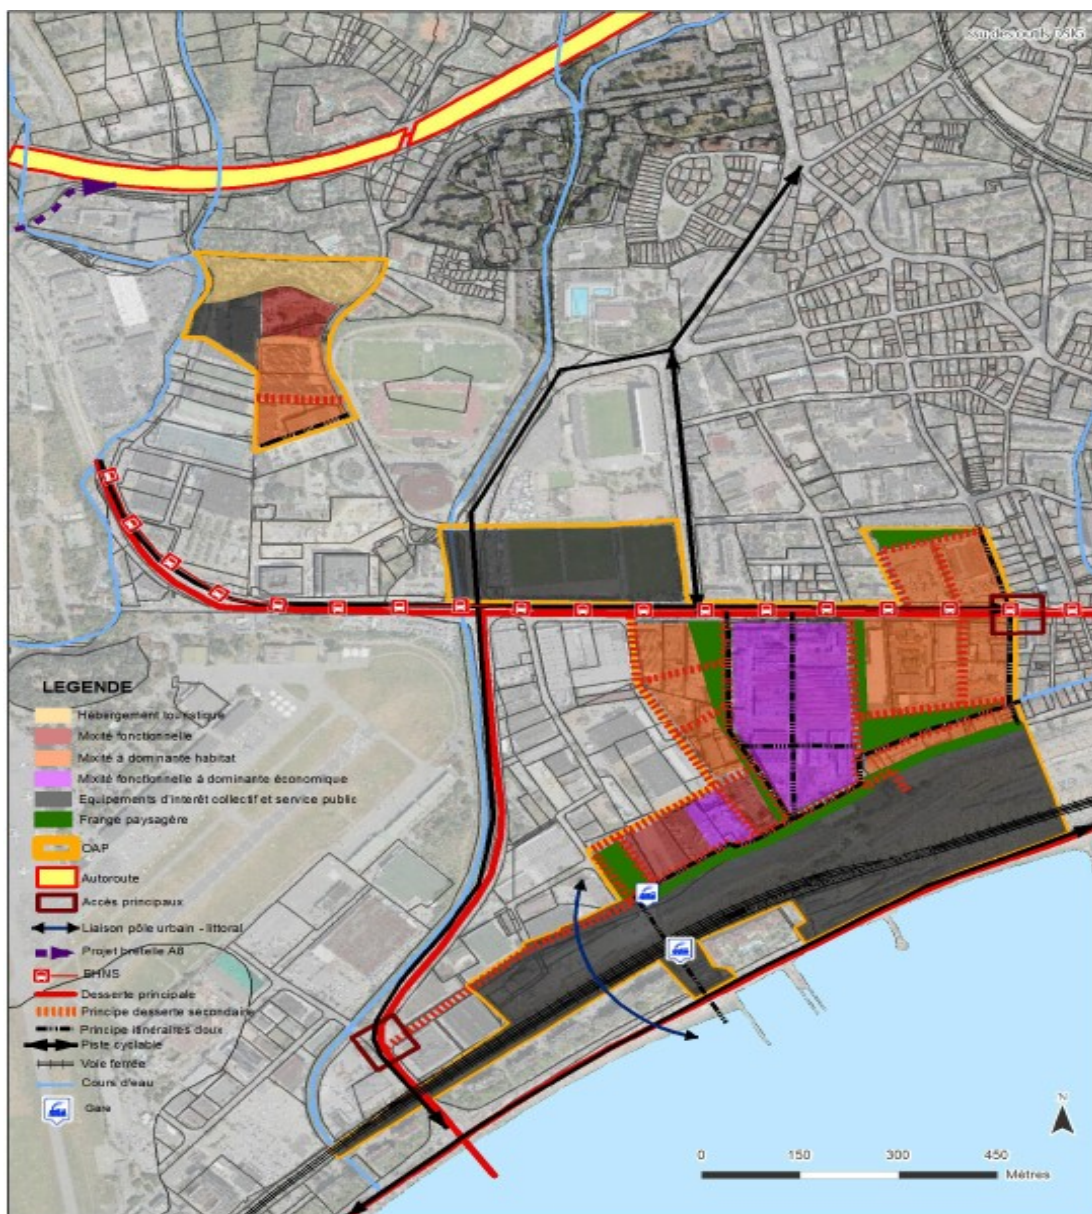 LEGENDE
Hébergement touristique
Mixité fonctionnelle
Mixité à dominante habitat
Mixité fonctionnelle à dominante économique
Equipements d'interêt collectif et service public
Frange paysagère
OAP
Autoroute
Accès principaux
Liaison pôle urbain - littoral
Projet bretelle A8
BHNS
Desserte principale
Principe desserte secondaire
Principe itinéraires doux
Piste cyclable
Voie ferrée
Cours d'eau
Gare
N
0 150 300 450
Mètres